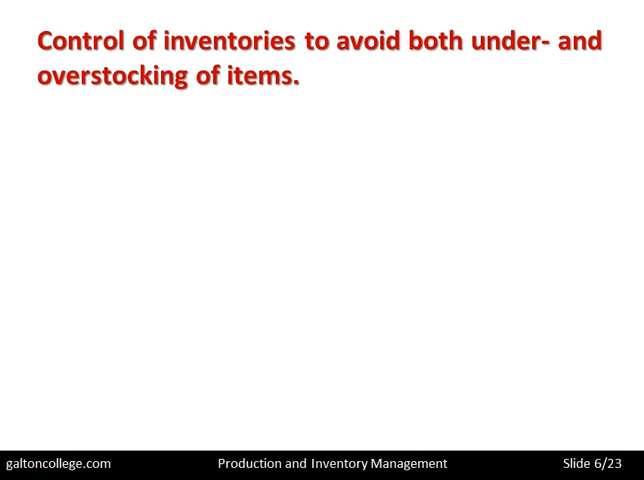 Control of inventories to avoid both under- and
overstocking of items.
galtoncollege.com Production and Inventory Management Slide 6/23